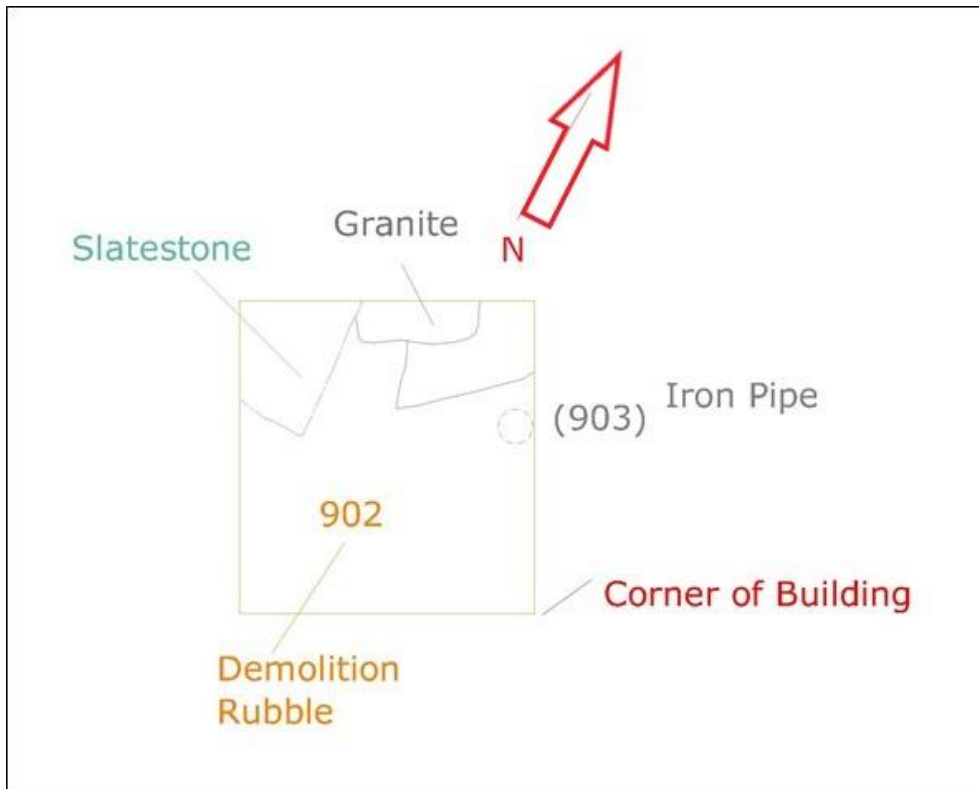 N
Granite
Slatestone
Iron Pipe
(903)
902
Corner of Building
Demolition
Rubble